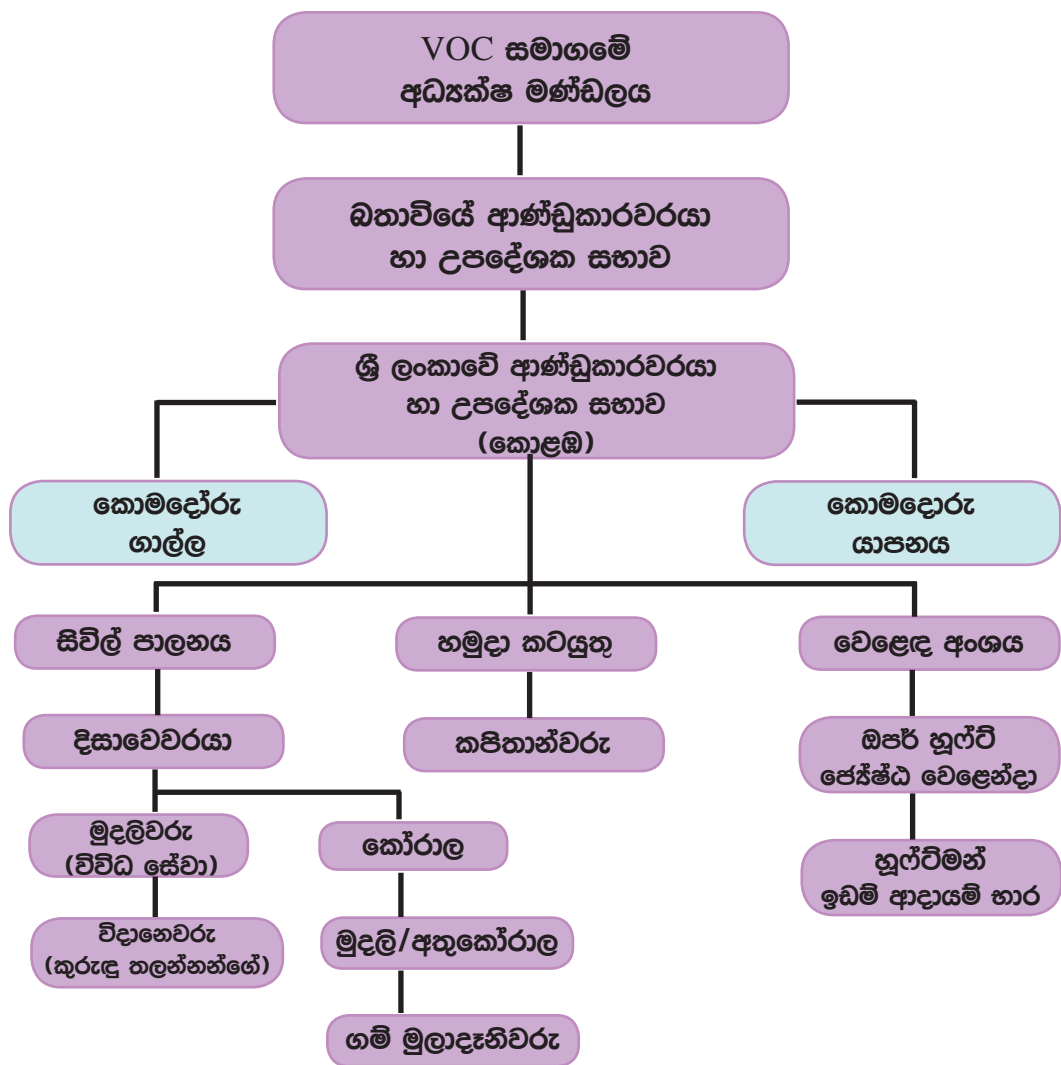 VOC සමාගමේ
අධ්‍යක්ෂ මණ්ඩලය
බතාවියේ ආණ්ඩුකාරවරයා
හා උපදේශක සභාව
ශ්‍රී ලංකාවේ ආණ්ඩුකාරවරයා
හා උපදේශක සභාව
(කොළඹ)
කොමදෝරු
ගාල්ල
කොමදොරු
යාපනය
සිවිල් පාලනය
හමුදා කටයුතු
වෙළෙඳ අංශය
දිසාවෙවරයා
කපිතාන්වරු
ඔපර් හූෆ්ට්
ජ්‍යෙෂ්ඨ වෙළෙන්දා
මුදලිවරු
(විවිධ සේවා)
කෝරාල
හූෆ්ට්මන්
ඉඩම් ආදායම් භාර
විදානෙවරු
(කුරුඳු තලන්නන්ගේ)
මුදලි/අතුකෝරාල
ගම් මුලාදෑනිවරු